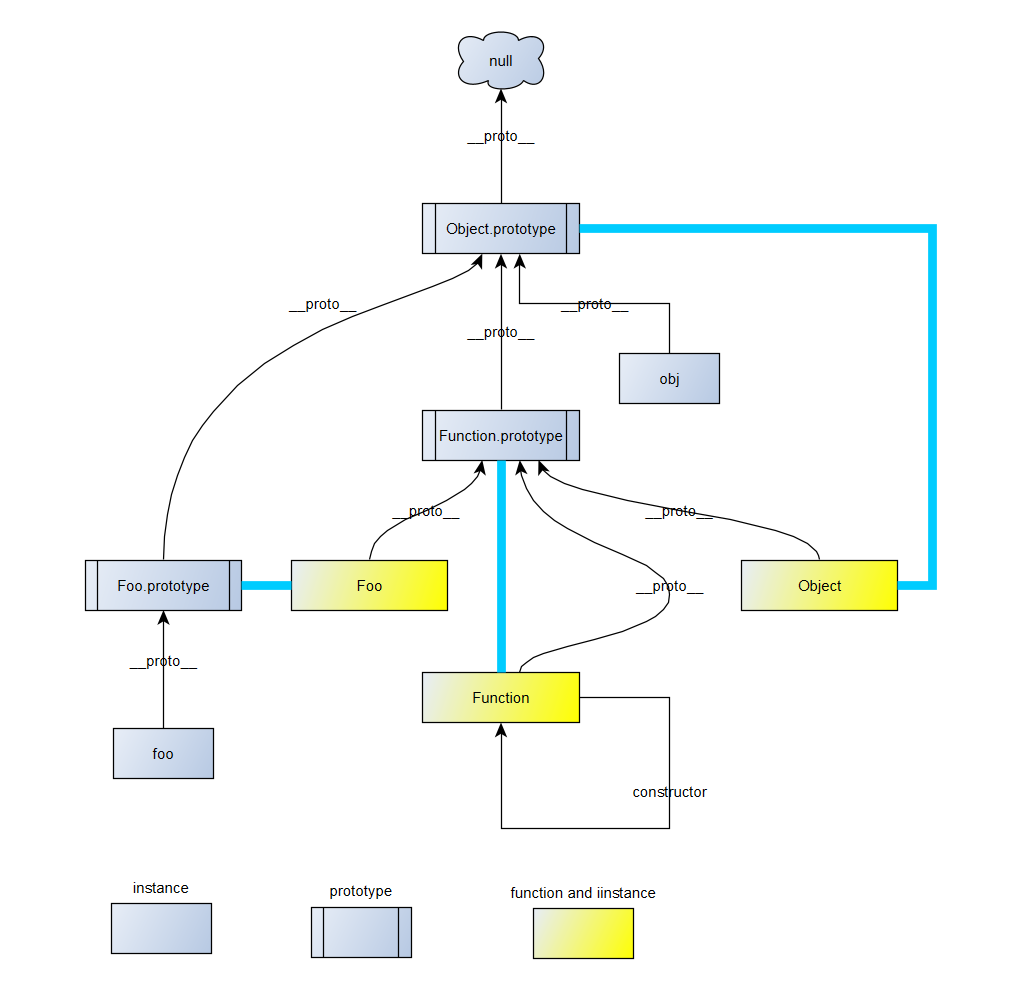 null
__proto__
Object.prototype
__proto__
__proto__
__proto__
obj
Function.prototype
__proto__
__proto__
Foo.prototype
Foo
__proto__
Object
__proto__
Function
foo
constructor
instance
prototype
function and iinstance